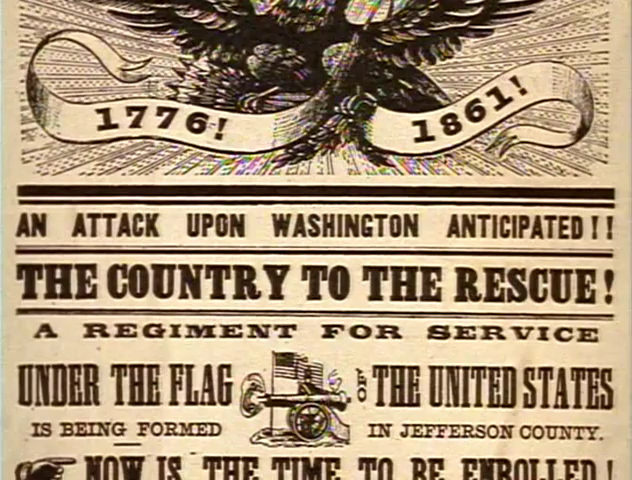 1776! 1861!
AN ATTACK UPON WASHINGTON ANTICIPATED!!
THE COUNTRY TO THE RESCUE!
A REGIMENT FOR SERVICE
UNDER THE FLAG OF THE UNITED STATES
IS BEING FORMED IN JEFFERSON COUNTY.
NOW IS THE TIME TO BE ENROLLED!